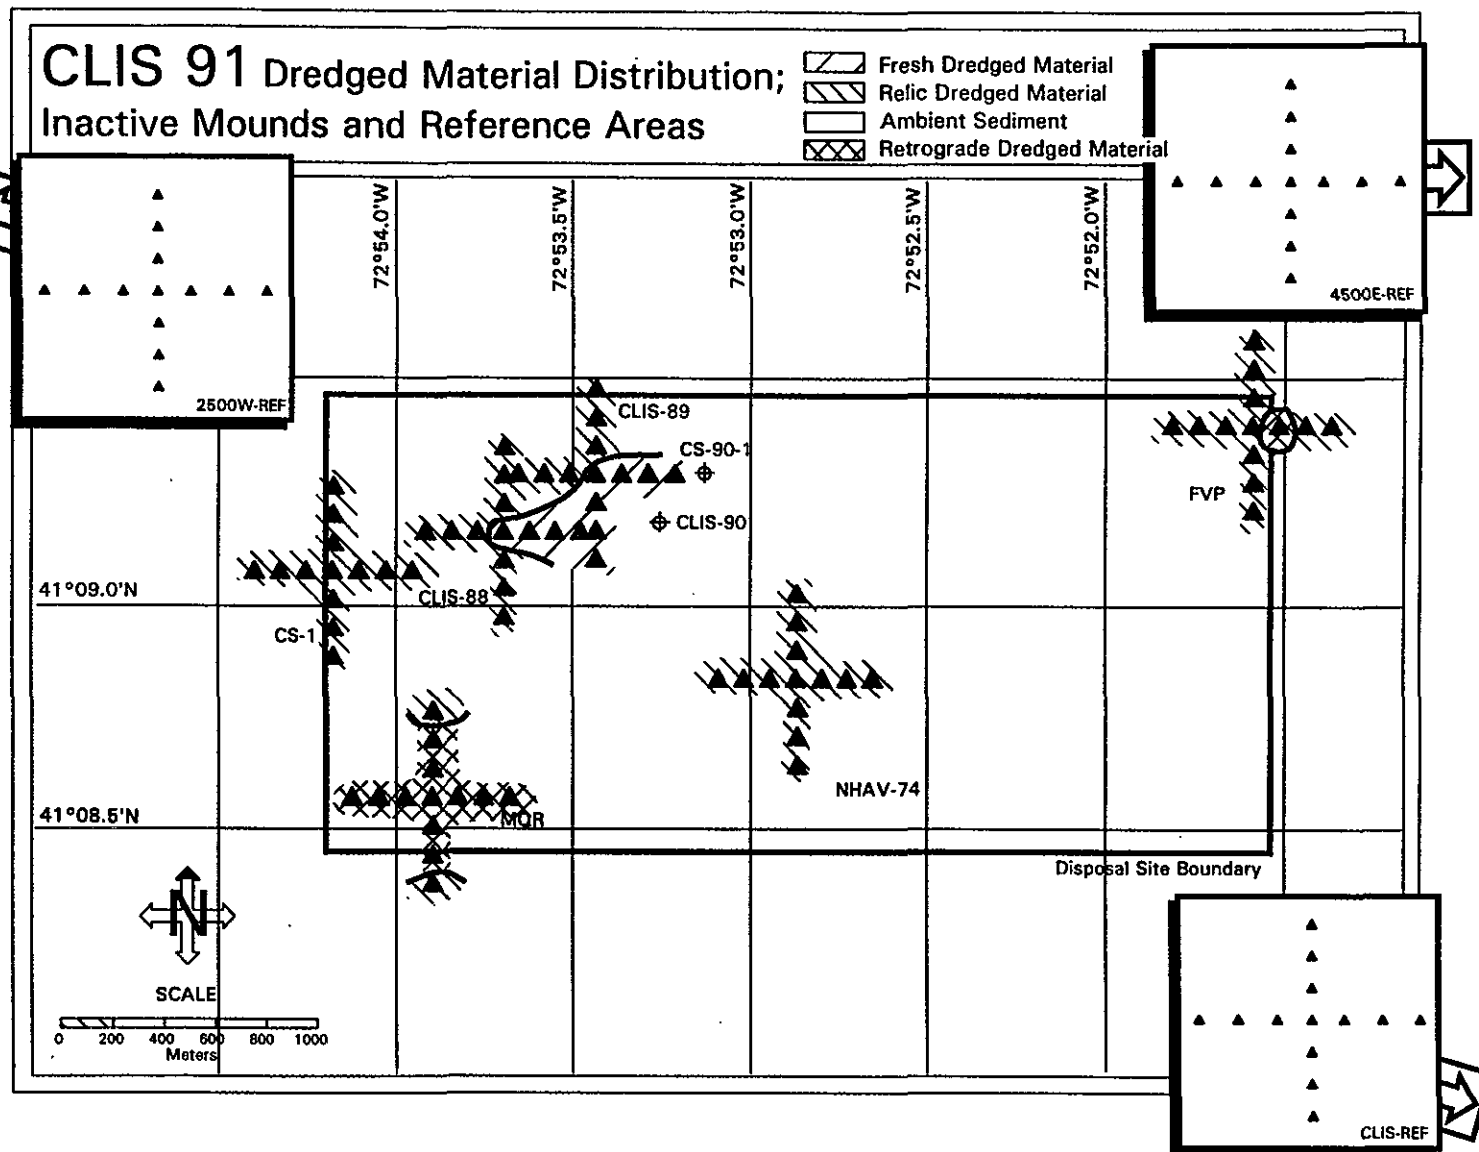 CLIS 91 Dredged Material Distribution;
Inactive Mounds and Reference Areas
Fresh Dredged Material
Relic Dredged Material
Ambient Sediment
Retrograde Dredged Material
72°54.0'W
72°53.5'W
72°53.0'W
72°52.5'W
72°52.0'W
4500E-REF
2500W-REF
CLIS-89
CS-90-1
FVP
CLIS-90
41°09.0'N
CLIS-88
CS-1
NHAV-74
41°08.5'N
MQR
Disposal Site Boundary
N
SCALE
0 200 400 600 800 1000
Meters
CLIS-REF